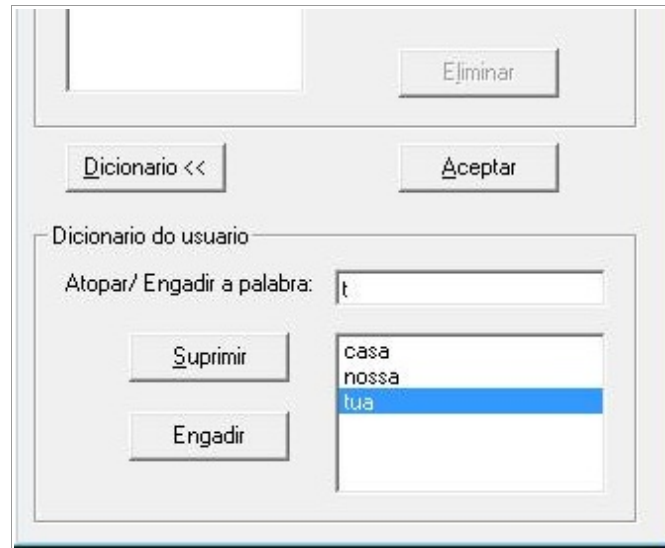 Eliminar
Dicionario <<
Aceptar
Dicionario do usuario
Atopar/ Engadir a palabra:
t
Suprimir
casa
nossa
tua
Engadir